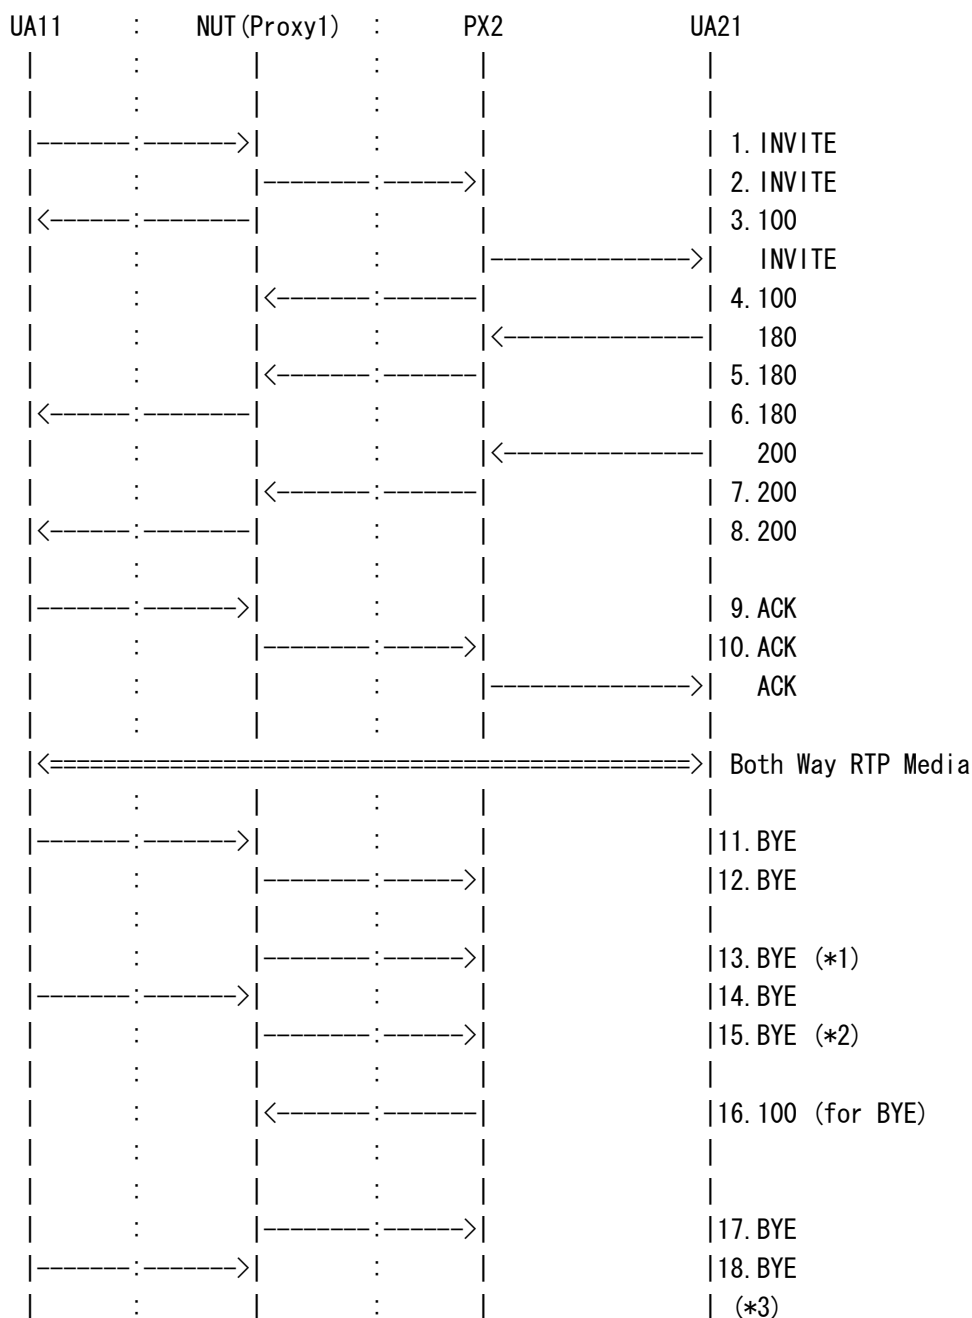 UA11 : NUT(Proxy1) : PX2 UA21
| : | : | |
| : | : | |
|------:------->| : | | 1. INVITE
| : |-------:------>| | 2. INVITE
|<------:-------| : | | 3. 100
| : | : |-------------->| INVITE
| : |<-------:------| | 4. 100
| : | : |<--------------| 180
| : |<-------:------| | 5. 180
|<------:-------| : | | 6. 180
| : | : |<--------------| 200
| : |<-------:------| | 7. 200
|<------:-------| : | | 8. 200
| : | : | |
|------:------->| : | | 9. ACK
| : |-------:------>| |10. ACK
| : | : |-------------->| ACK
| : | : | |
|<===============================================>| Both Way RTP Media
| : | : | |
|------:------->| : | |11. BYE
| : |-------:------>| |12. BYE
| : | : | |
| : |-------:------>| |13. BYE (*1)
|------:------->| : | |14. BYE
| : |-------:------>| |15. BYE (*2)
| : | : | |
| : |<-------:------| |16. 100 (for BYE)
| : | : | |
| : | : | |
| : |-------:------>| |17. BYE
|------:------->| : | |18. BYE
| : | : | | (*3)